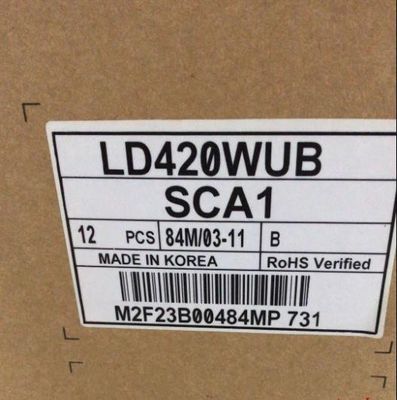 LD420WUB
SCA1
12 PCS 84M/03-11 B
MADE IN KOREA RoHS Verified
M2F23B00484MP 731